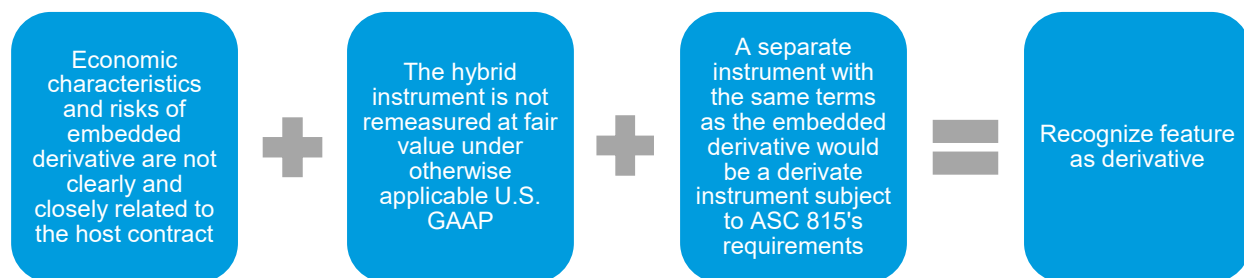 Economic
characteristics
and risks of
embedded
derivative are not
clearly and
closely related to
the host contract
The hybrid
instrument is not
remeasured at fair
value under
otherwise
applicable U.S.
GAAP
A separate
instrument with
the same terms
as the embedded
derivative would
be a derivate
instrument subject
to ASC 815's
requirements
Recognize feature
as derivative